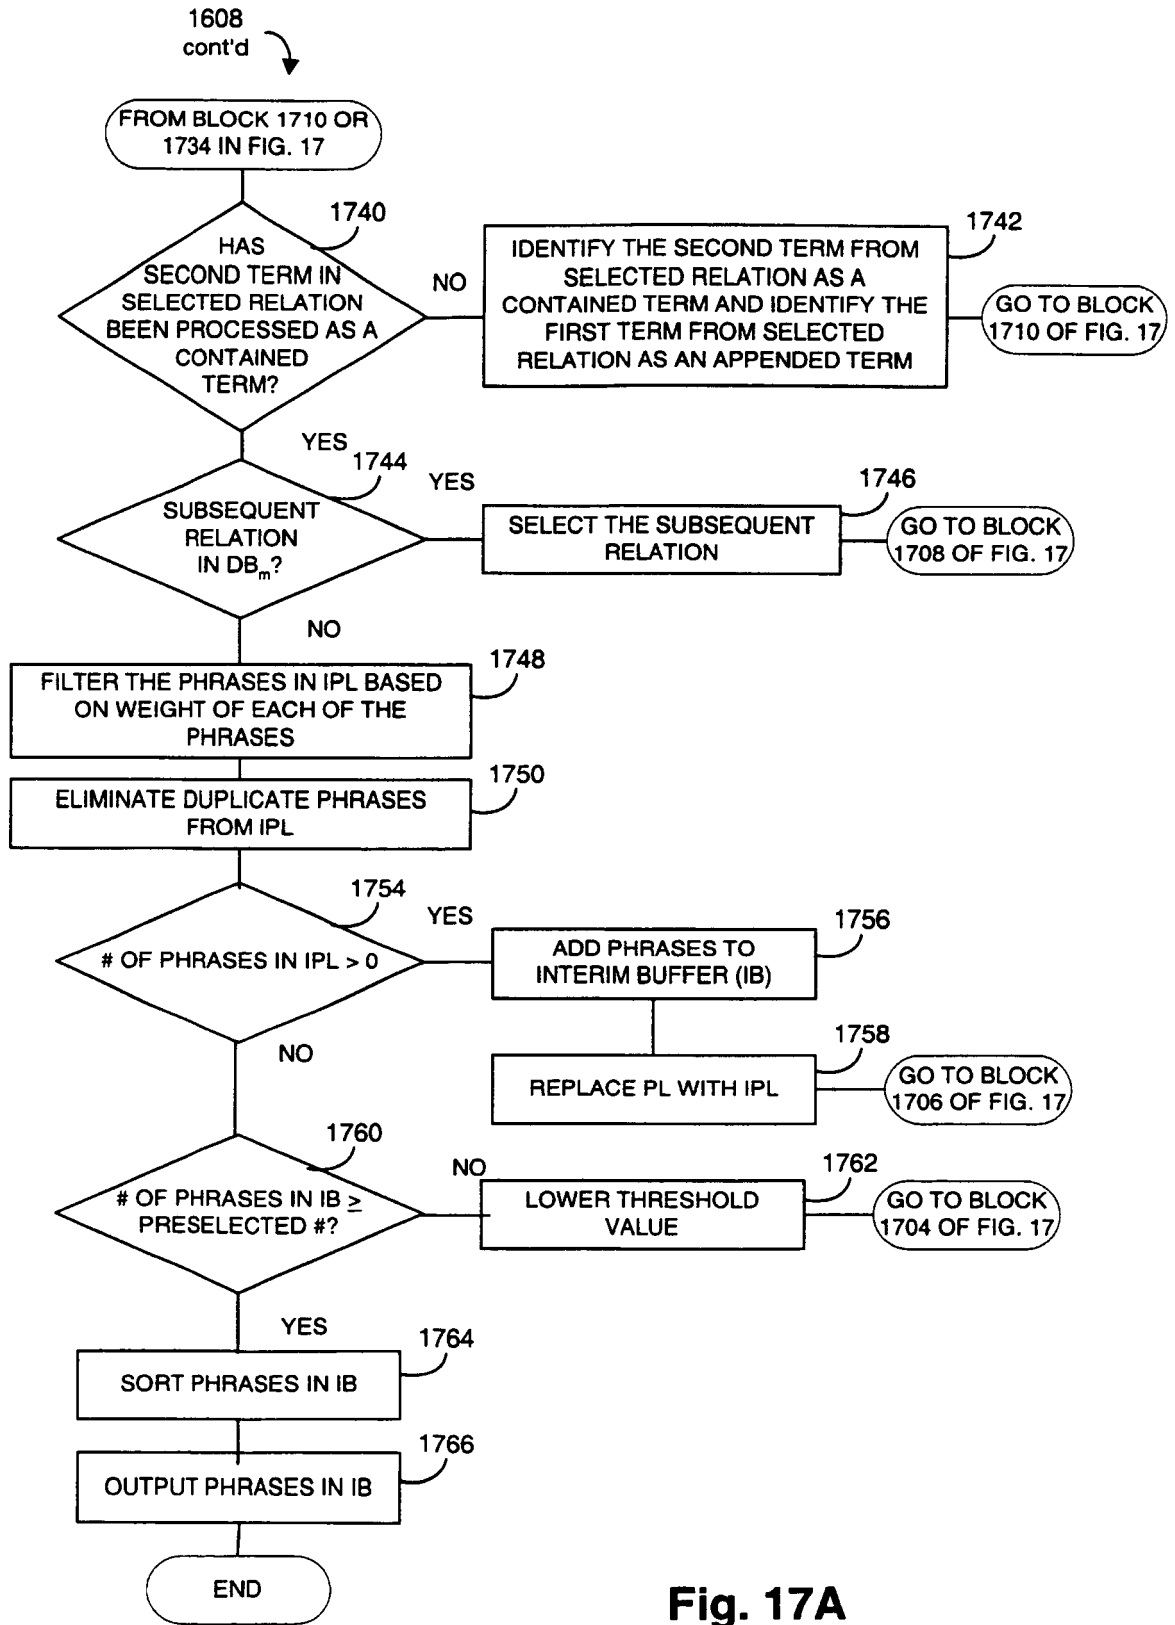 1608
cont'd
FROM BLOCK 1710 OR
1734 IN FIG. 17
1740
HAS
SECOND TERM IN
SELECTED RELATION
BEEN PROCESSED AS A
CONTAINED
TERM?
NO
1742
IDENTIFY THE SECOND TERM FROM
SELECTED RELATION AS A
CONTAINED TERM AND IDENTIFY THE
FIRST TERM FROM SELECTED
RELATION AS AN APPENDED TERM
GO TO BLOCK
1710 OF FIG. 17
YES
1744
SUBSEQUENT
RELATION
IN DBm?
YES
1746
SELECT THE SUBSEQUENT
RELATION
GO TO BLOCK
1708 OF FIG. 17
NO
1748
FILTER THE PHRASES IN IPL BASED
ON WEIGHT OF EACH OF THE
PHRASES
1750
ELIMINATE DUPLICATE PHRASES
FROM IPL
1754
# OF PHRASES IN IPL > 0
YES
1756
ADD PHRASES TO
INTERIM BUFFER (IB)
1758
REPLACE PL WITH IPL
GO TO BLOCK
1706 OF FIG. 17
NO
1760
# OF PHRASES IN IB ≥
PRESELECTED #?
NO
1762
LOWER THRESHOLD
VALUE
GO TO BLOCK
1704 OF FIG. 17
YES
1764
SORT PHRASES IN IB
1766
OUTPUT PHRASES IN IB
END
Fig. 17A